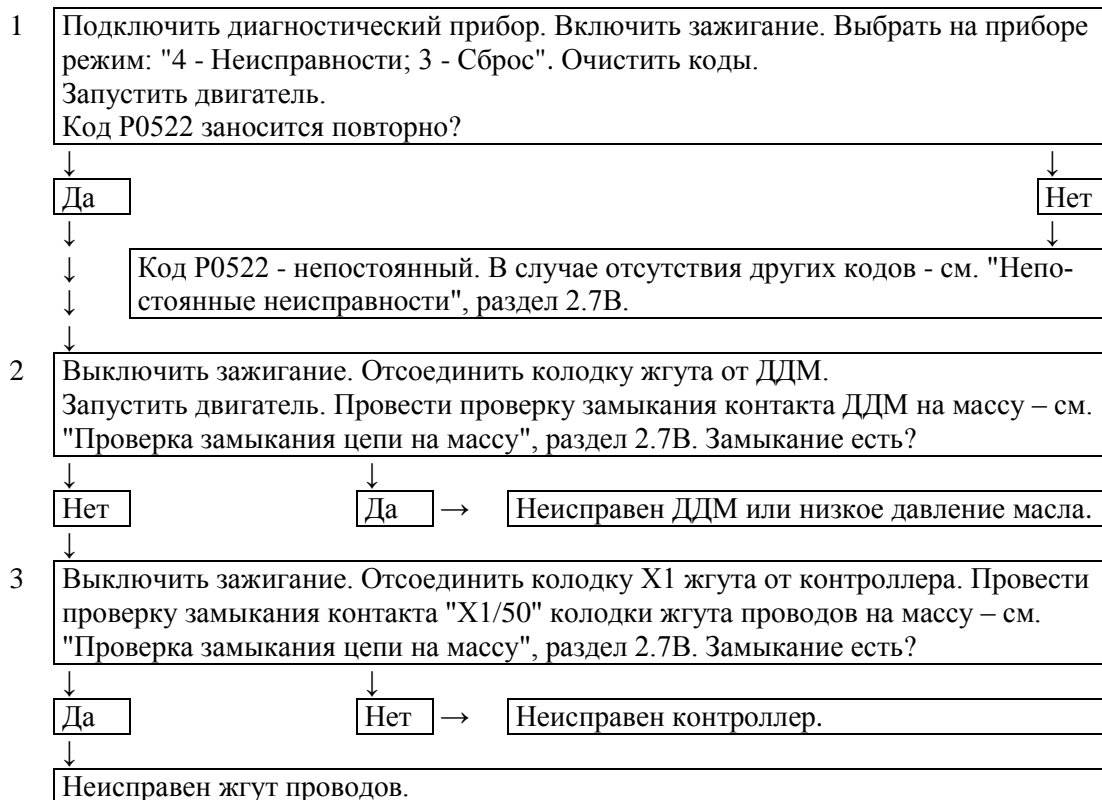 1 Подключить диагностический прибор. Включить зажигание. Выбрать на приборе
режим: "4 - Неисправности; 3 - Сброс". Очистить коды.
Запустить двигатель.
Код Р0522 заносится повторно?
↓ ↓
Да Нет
↓ ↓
↓ Код Р0522 - непостоянный. В случае отсутствия других кодов - см. "Непо-
↓ стоянные неисправности", раздел 2.7В.
↓
2 Выключить зажигание. Отсоединить колодку жгута от ДДМ.
Запустить двигатель. Провести проверку замыкания контакта ДДМ на массу – см.
"Проверка замыкания цепи на массу", раздел 2.7В. Замыкание есть?
↓ ↓
Нет Да → Неисправен ДДМ или низкое давление масла.
↓
3 Выключить зажигание. Отсоединить колодку Х1 жгута от контроллера. Провести
проверку замыкания контакта "Х1/50" колодки жгута проводов на массу – см.
"Проверка замыкания цепи на массу", раздел 2.7В. Замыкание есть?
↓ ↓
Да Нет → Неисправен контроллер.
↓
Неисправен жгут проводов.